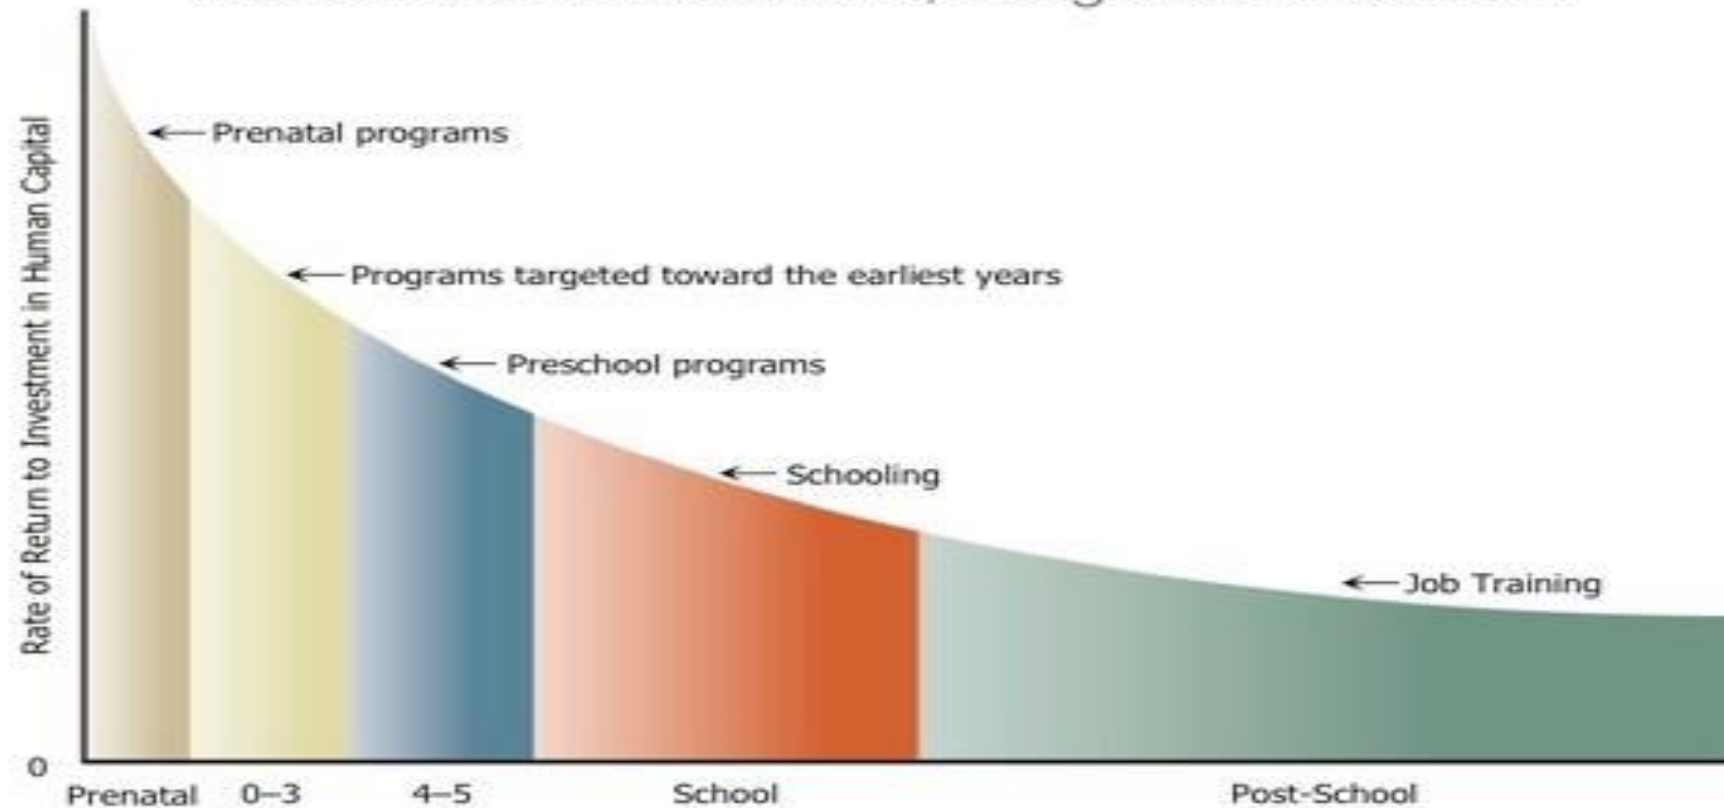 Rate of Return to Investment in Human Capital
Prenatal programs
Programs targeted toward the earliest years
Preschool programs
Schooling
Job Training
0
Prenatal 0–3 4–5 School Post-School